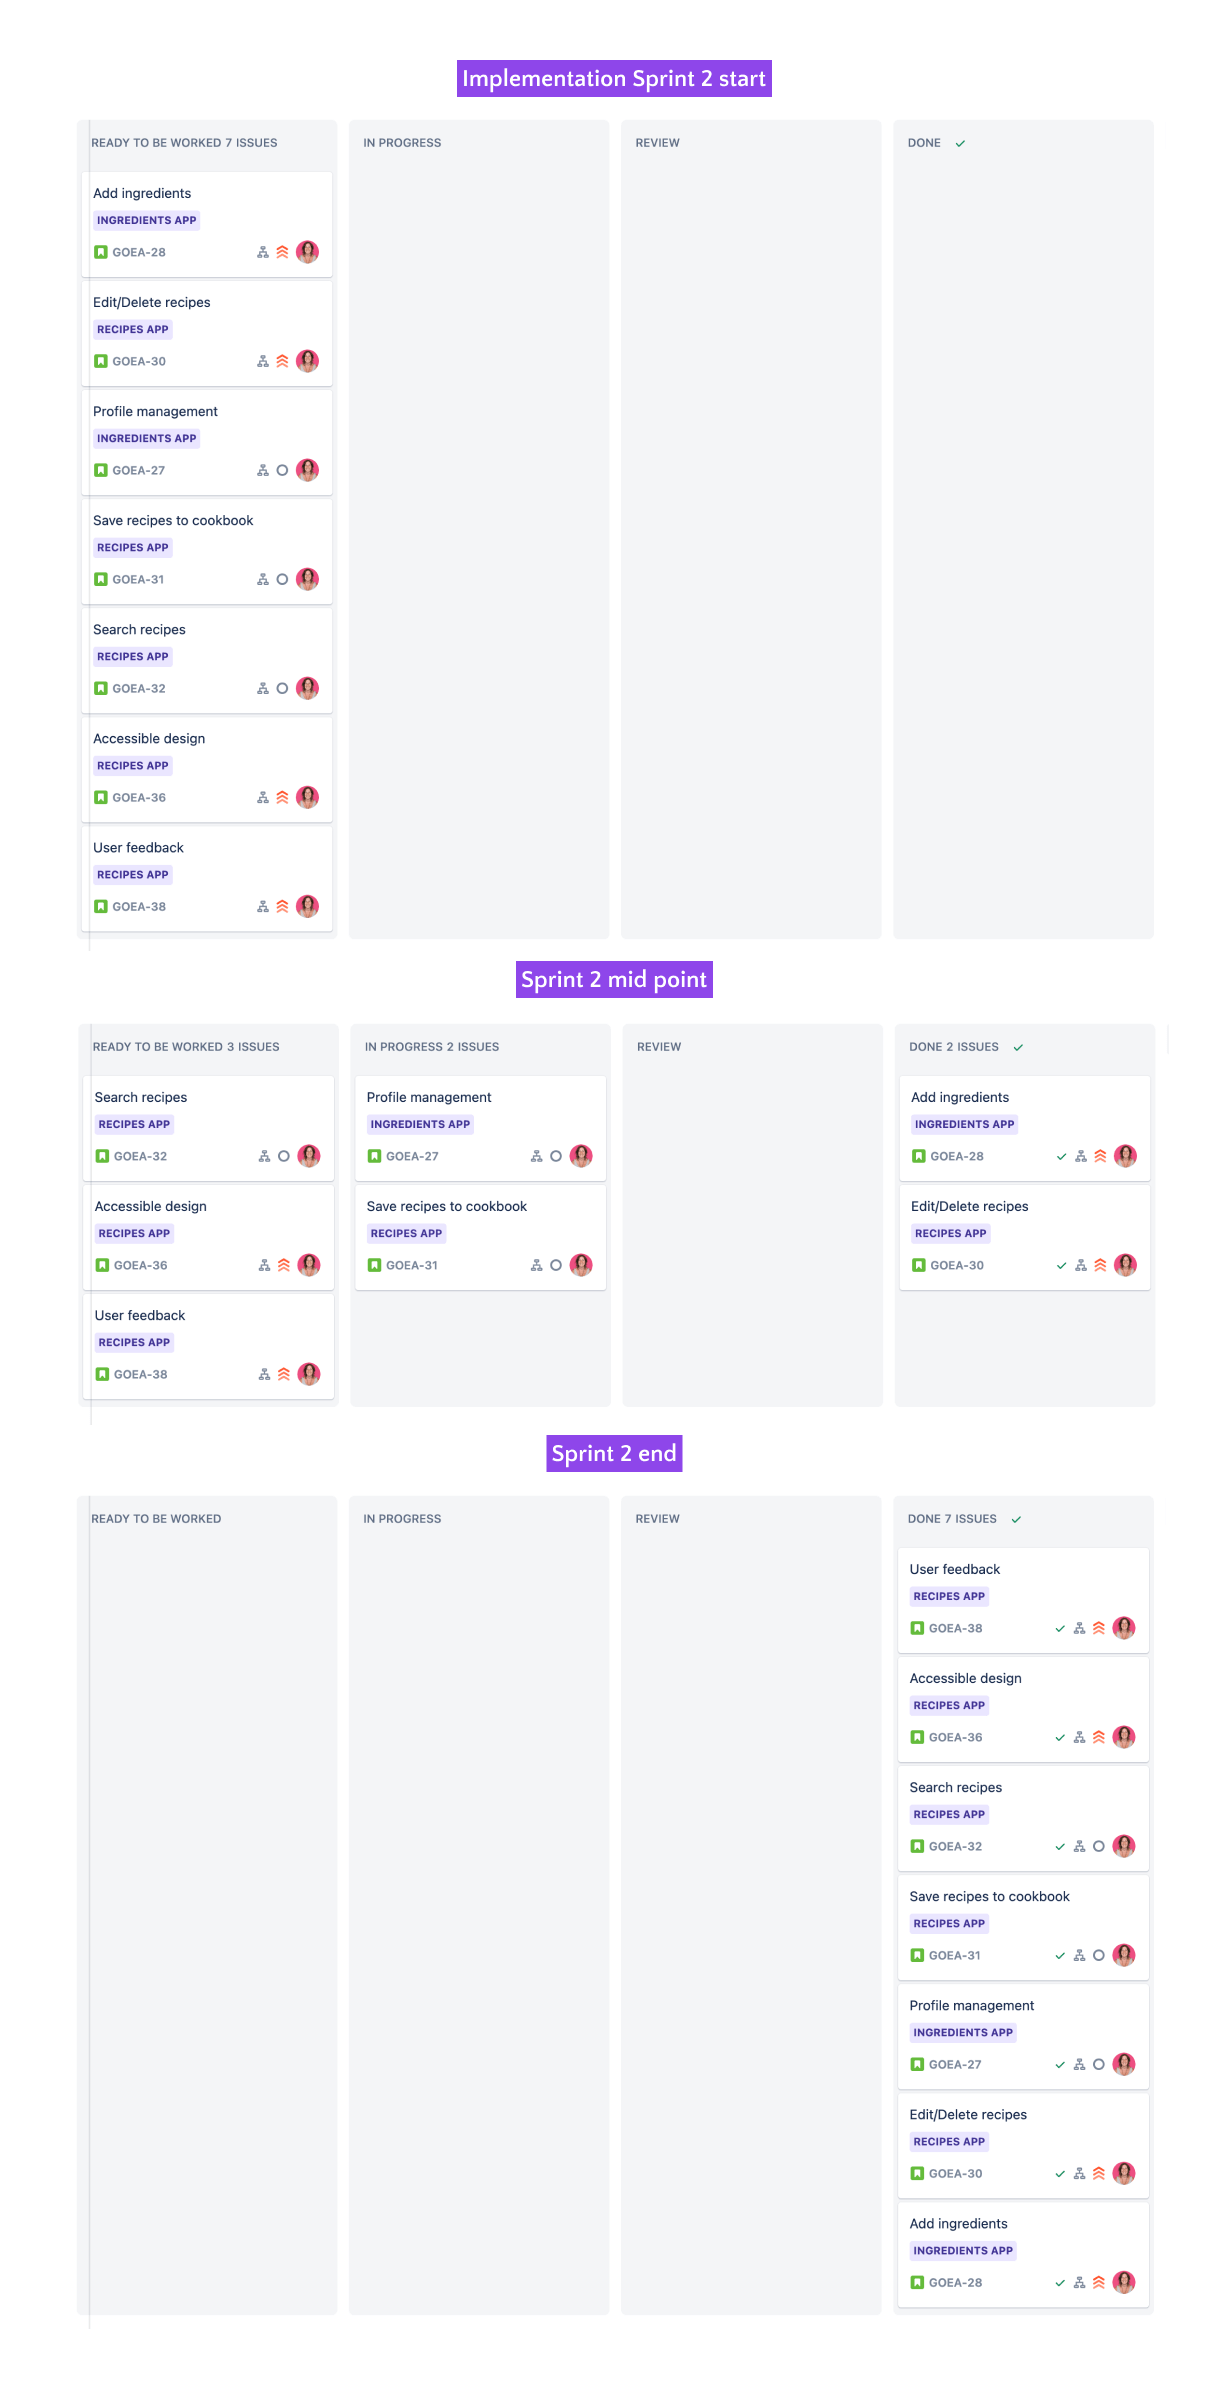 Implementation Sprint 2 start
READY TO BE WORKED 7 ISSUES
Add ingredients
INGREDIENTS APP
GOEA-28
Edit/Delete recipes
RECIPES APP
GOEA-30
Profile management
INGREDIENTS APP
GOEA-27
Save recipes to cookbook
RECIPES APP
GOEA-31
Search recipes
RECIPES APP
GOEA-32
Accessible design
RECIPES APP
GOEA-36
User feedback
RECIPES APP
GOEA-38
IN PROGRESS
REVIEW
DONE
Sprint 2 mid point
READY TO BE WORKED 3 ISSUES
Search recipes
RECIPES APP
GOEA-32
Accessible design
RECIPES APP
GOEA-36
User feedback
RECIPES APP
GOEA-38
IN PROGRESS 2 ISSUES
Profile management
INGREDIENTS APP
GOEA-27
Save recipes to cookbook
RECIPES APP
GOEA-31
REVIEW
DONE 2 ISSUES
Add ingredients
INGREDIENTS APP
GOEA-28
Edit/Delete recipes
RECIPES APP
GOEA-30
Sprint 2 end
READY TO BE WORKED
IN PROGRESS
REVIEW
DONE 7 ISSUES
User feedback
RECIPES APP
GOEA-38
Accessible design
RECIPES APP
GOEA-36
Search recipes
RECIPES APP
GOEA-32
Save recipes to cookbook
RECIPES APP
GOEA-31
Profile management
INGREDIENTS APP
GOEA-27
Edit/Delete recipes
RECIPES APP
GOEA-30
Add ingredients
INGREDIENTS APP
GOEA-28